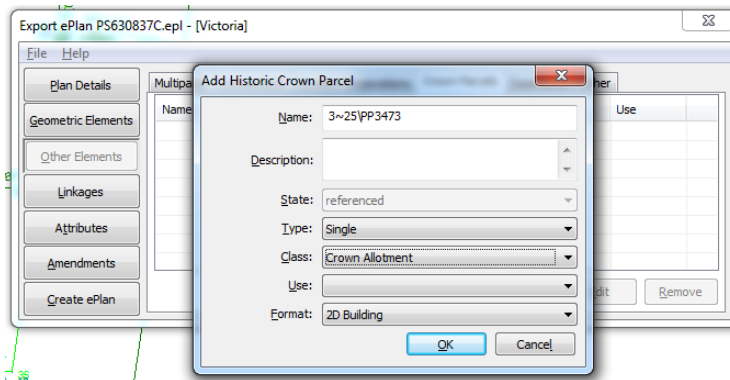 Export ePlan PS630837C.epl - [Victoria]
File Help
Plan Details
Geometric Elements
Other Elements
Linkages
Attributes
Amendments
Create ePlan
Name
Use
Remove
Add Historic Crown Parcel
Name: 3~25\PP3473
Description:
State: referenced
Type: Single
Class: Crown Allotment
Use:
Format: 2D Building
OK Cancel
36